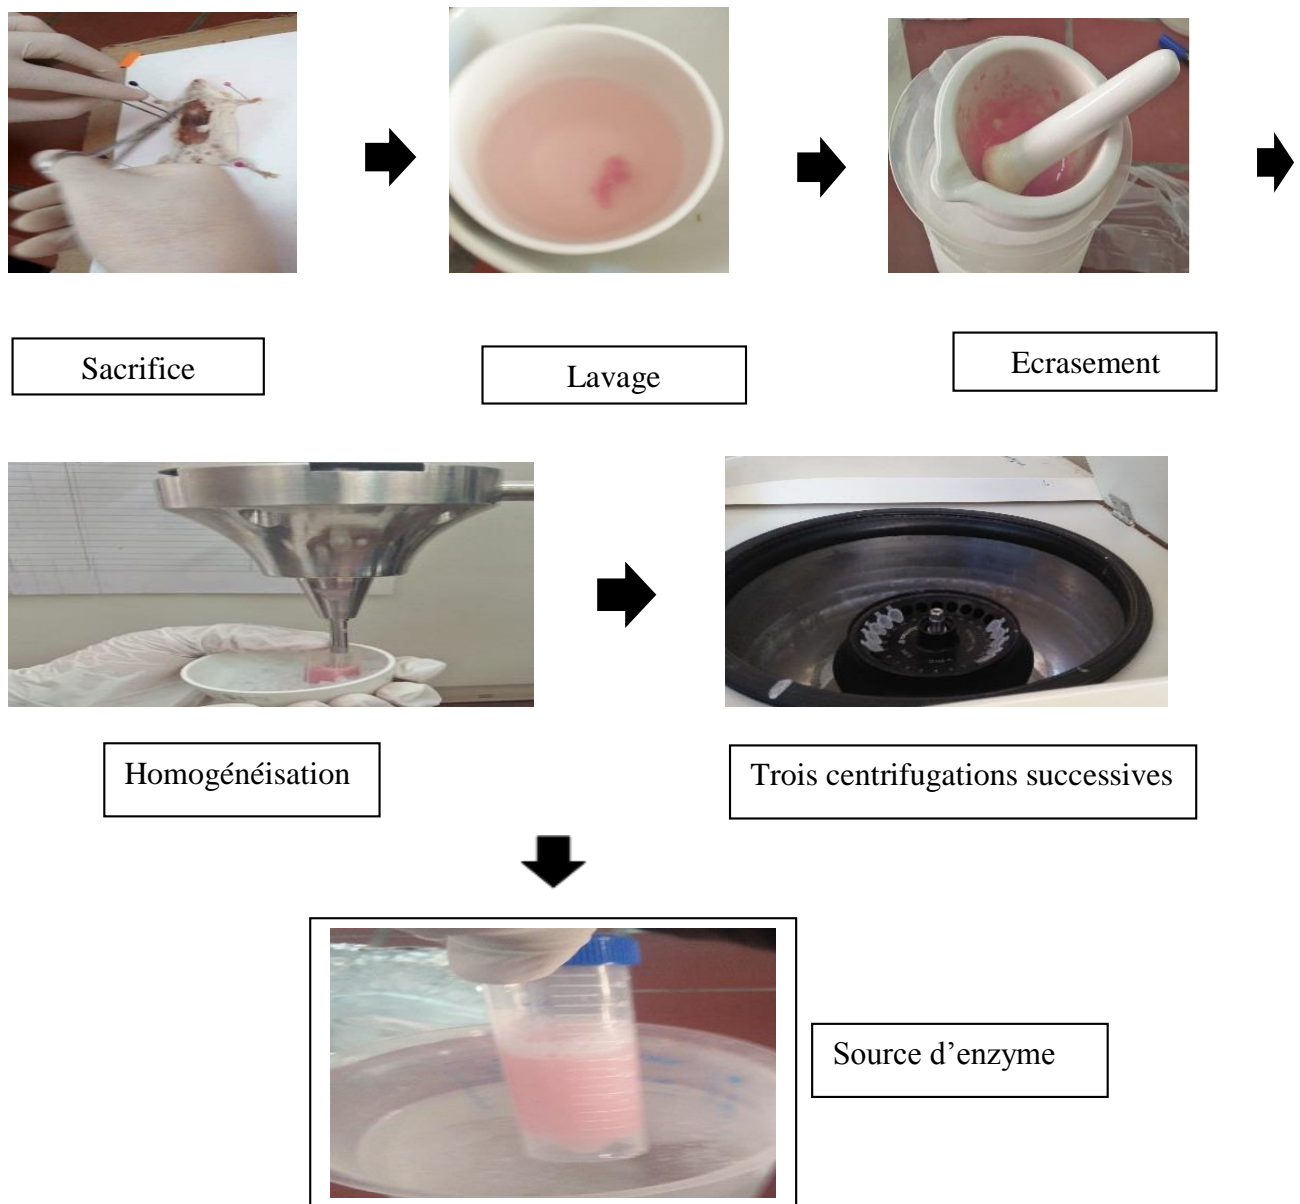 Sacrifice
Lavage
Ecrasement
Homogénéisation
Trois centrifugations successives
Source d’enzyme